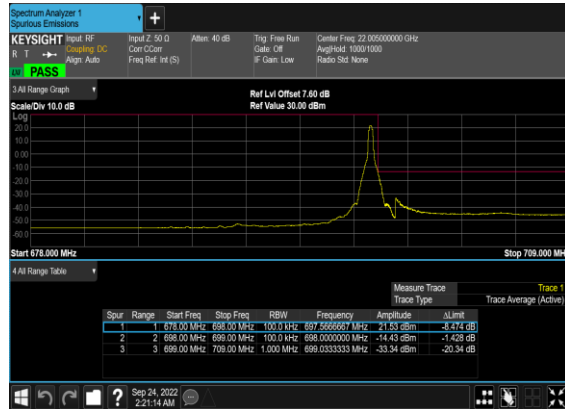 Spectrum Analyzer 1
Spurious Emissions
+
KEYSIGHT Input: RF Input Z: 50 Ω Atten: 40 dB Trig: Free Run Center Freq: 22.005000000 GHz
R T Coupling: DC Corr CCorr Gate: Off Avg|Hold: 1000/1000
Align: Auto Freq Ref: Int (S) IF Gain: Low Radio Std: None
PASS
3 All Range Graph
Ref Lvl Offset 7.60 dB
Scale/Div 10.0 dB Ref Value 30.00 dBm
Log
20.0
10.0
0.00
-10.0
-20.0
-30.0
-40.0
-50.0
-60.0
Start 678.000 MHz Stop 709.000 MH
4 All Range Table
Measure Trace Trace 1
Trace Type Trace Average (Active)
Spur Range Start Freq Stop Freq RBW Frequency Amplitude ΔLimit
1 1 678.00 MHz 698.00 MHz 100.0 kHz 697.5666667 MHz 21.53 dBm -8.474 dB
2 2 698.00 MHz 699.00 MHz 100.0 kHz 698.0000000 MHz -14.43 dBm -1.428 dB
3 3 699.00 MHz 709.00 MHz 1.000 MHz 699.0333333 MHz -33.34 dBm -20.34 dB
? Sep 24, 2022
2:21:14 AM